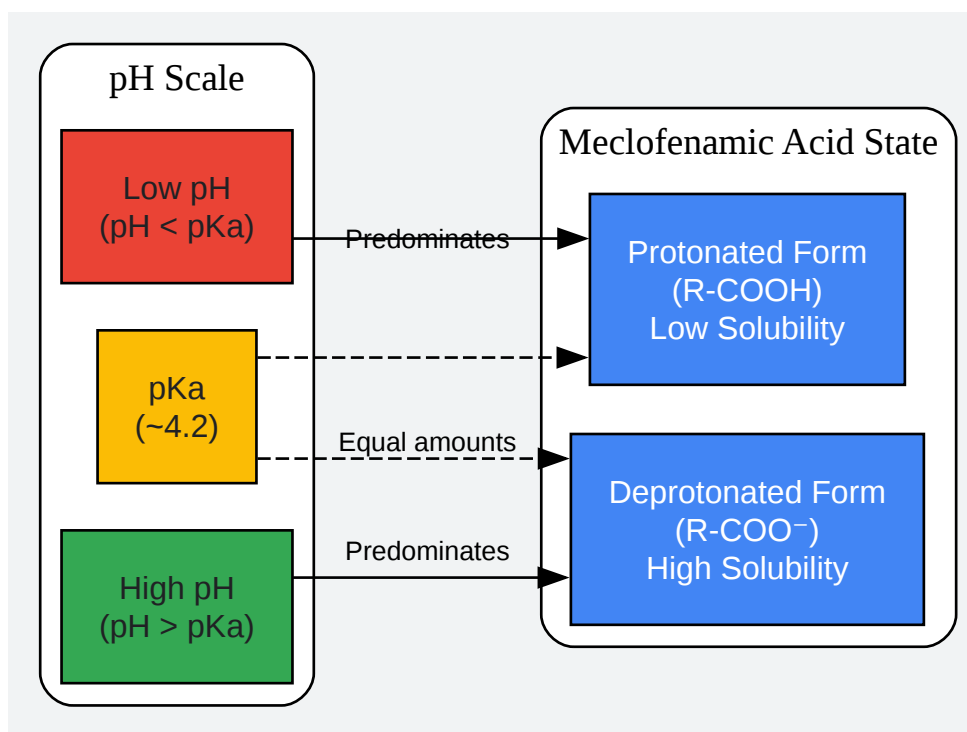 pH Scale
Low pH
(pH < pKa)
pKa
(~4.2)
High pH
(pH > pKa)
Predominates
Equal amounts
Predominates
Meclofenamic Acid State
Protonated Form
(R-COOH)
Low Solubility
Deprotonated Form
(R-COO⁻)
High Solubility